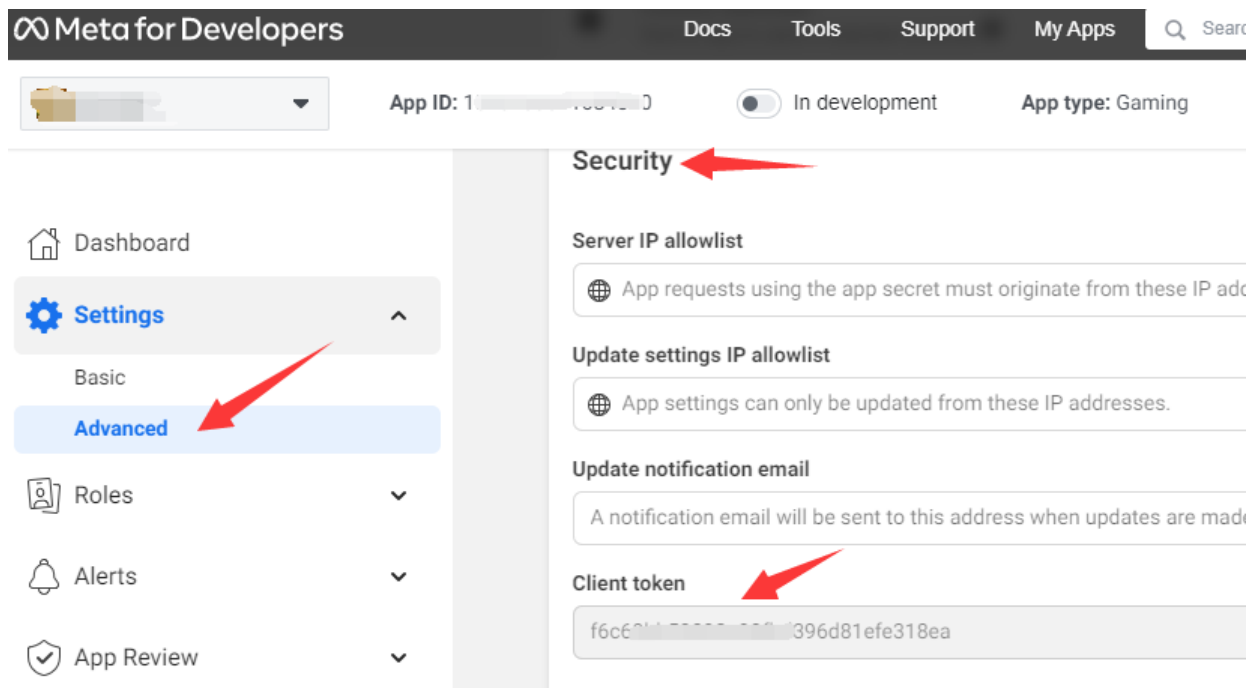 Meta for Developers Docs Tools Support My Apps
App ID: In development App type: Gaming
Security
Dashboard
Server IP allowlist
App requests using the app secret must originate from these IP
Settings
Update settings IP allowlist
Basic
App settings can only be updated from these IP addresses.
Advanced
Update notification email
Roles
A notification email will be sent to this address when updates are made
Alerts
Client token
App Review